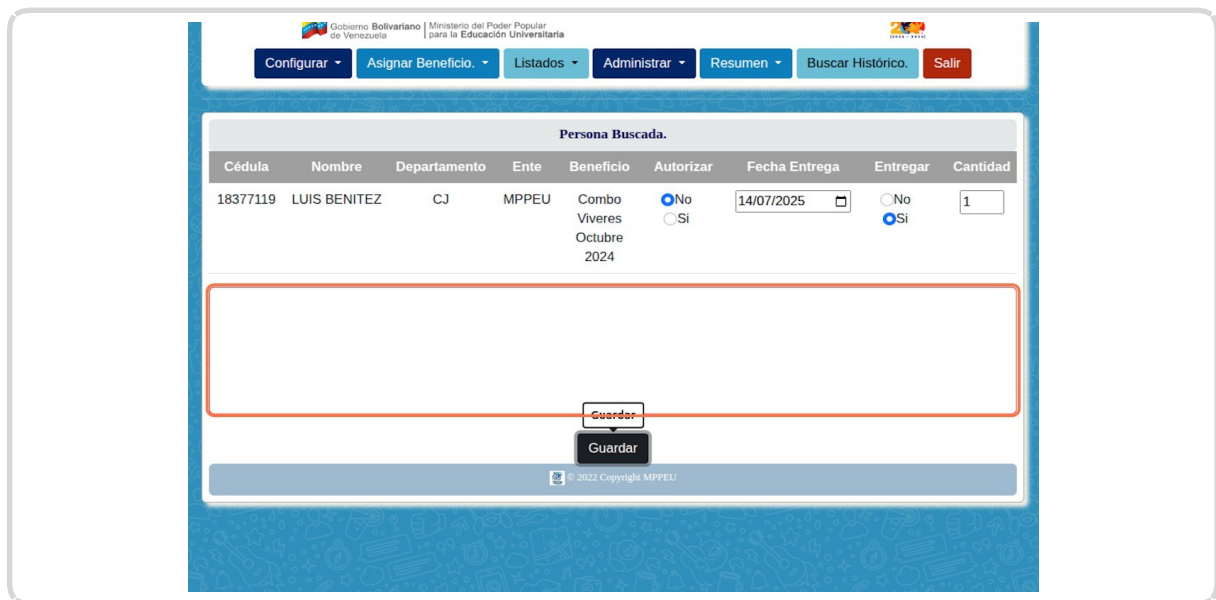 Gobierno Bolivariano
de Venezuela
Ministerio del Poder Popular
para la Educación Universitaria
Configurar Asignar Beneficio. Listados Administrar Resumen Buscar Histórico. Salir
Persona Buscada.
Cédula Nombre Departamento Ente Beneficio Autorizar Fecha Entrega Entregar Cantidad
18377119 LUIS BENITEZ CJ MPPEU Combo No 14/07/2025 No 1
Viveres Si Si
Octubre
2024
Guardar
Guardar
© 2022 Copyright MPPEU